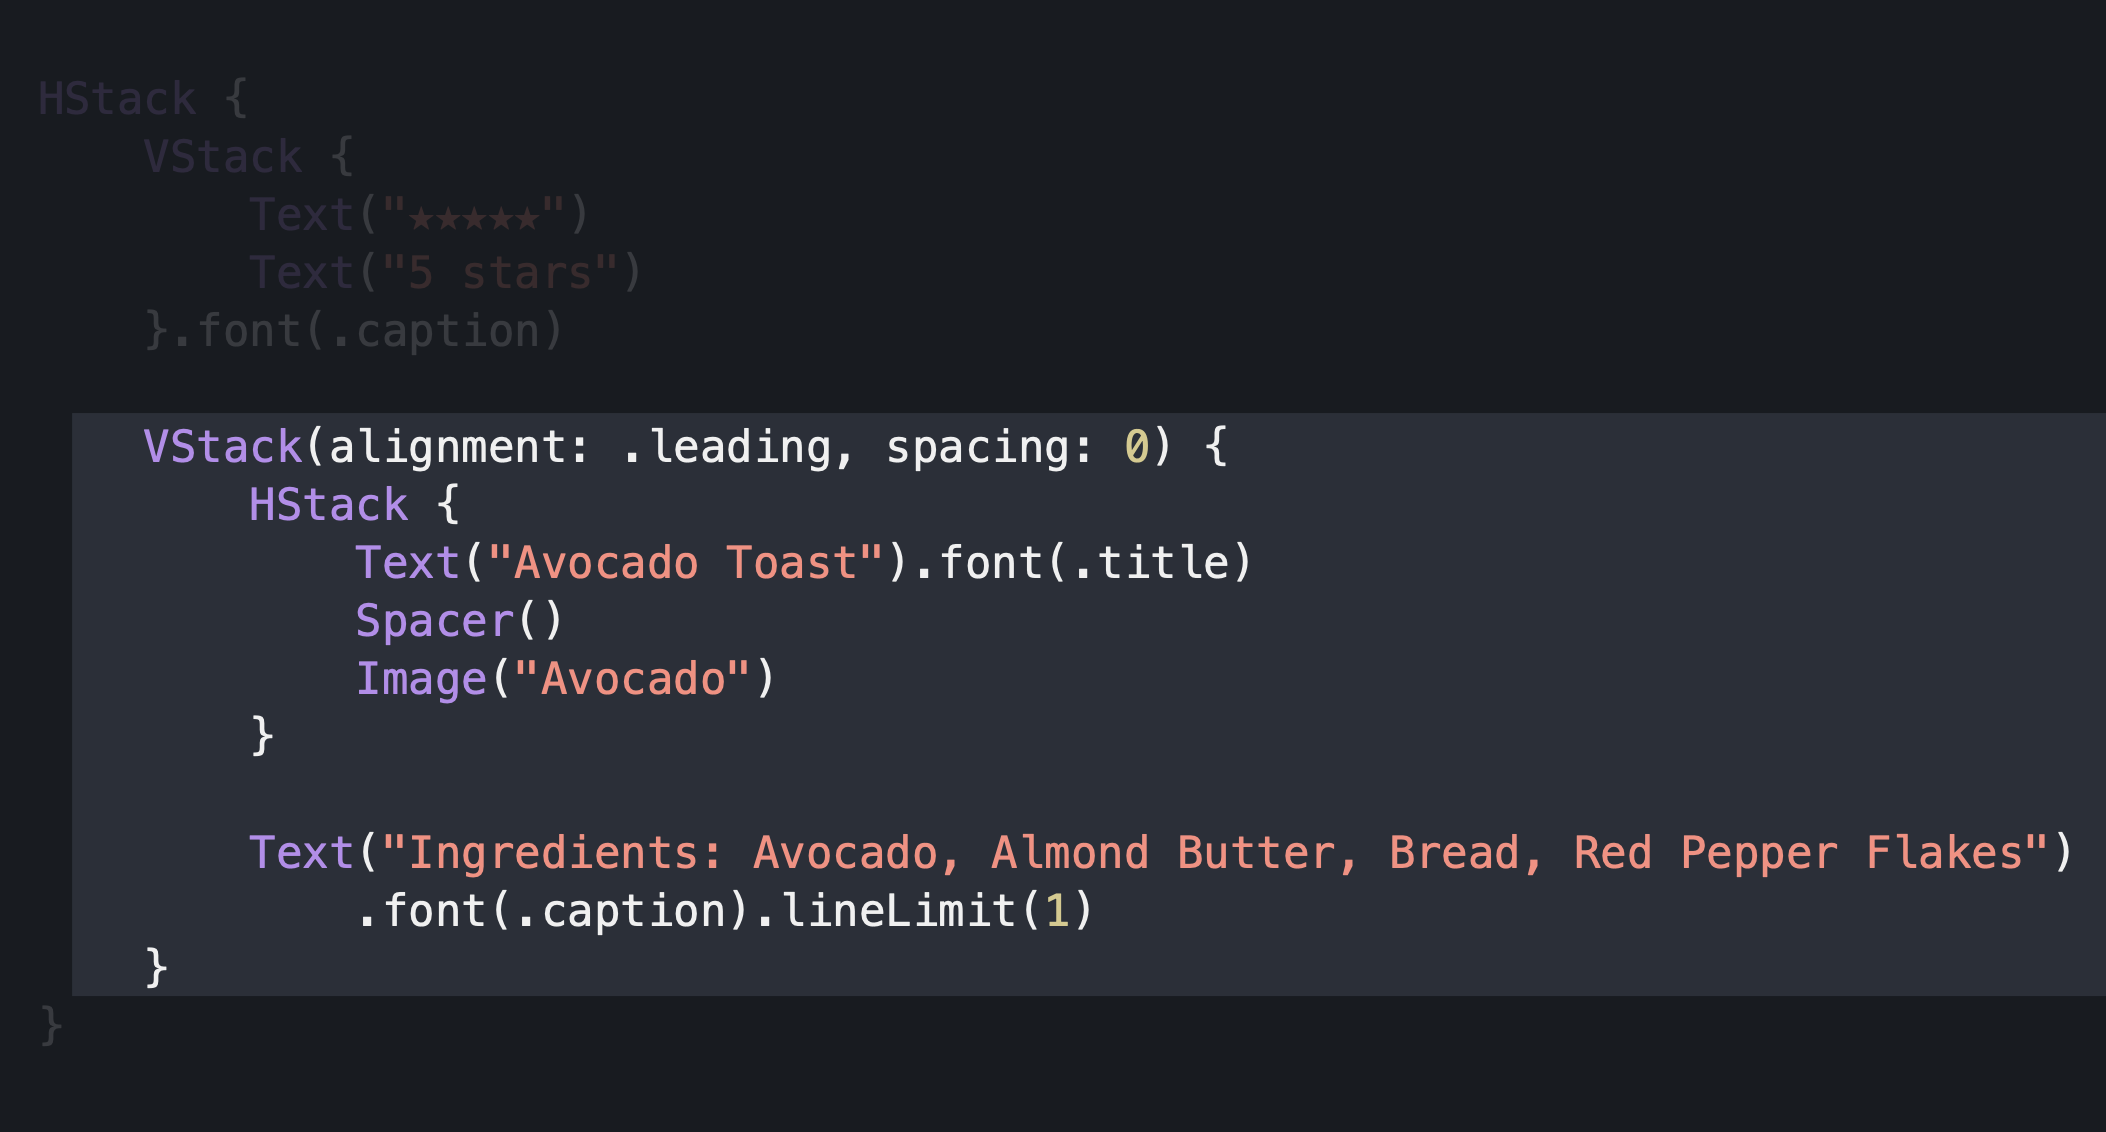 HStack {
    VStack {
        Text("★★★★★")
        Text("5 stars")
    }.font(.caption)

    VStack(alignment: .leading, spacing: 0) {
        HStack {
            Text("Avocado Toast").font(.title)
            Spacer()
            Image("Avocado")
        }

        Text("Ingredients: Avocado, Almond Butter, Bread, Red Pepper Flakes")
            .font(.caption).lineLimit(1)
    }
}